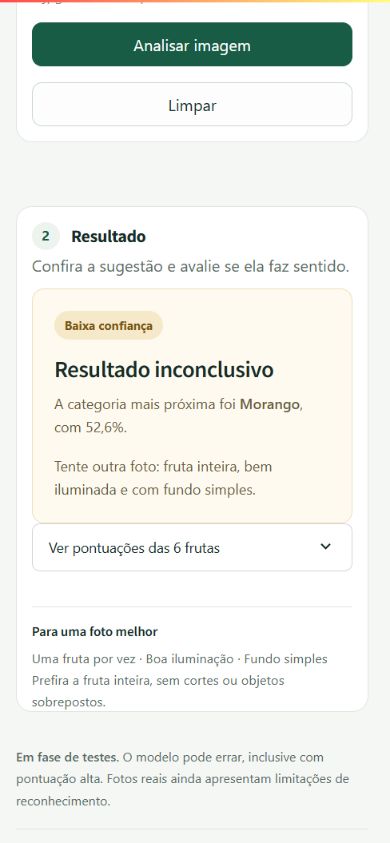 Analisar imagem
Limpar
2 Resultado
Confira a sugestão e avalie se ela faz sentido.
Baixa confiança
Resultado inconclusivo
A categoria mais próxima foi Morango,
com 52,6%.
Tente outra foto: fruta inteira, bem
iluminada e com fundo simples.
Ver pontuações das 6 frutas
Para uma foto melhor
Uma fruta por vez · Boa iluminação · Fundo simples
Prefira a fruta inteira, sem cortes ou objetos
sobrepostos.
Em fase de testes. O modelo pode errar, inclusive com
pontuação alta. Fotos reais ainda apresentam limitações de
reconhecimento.